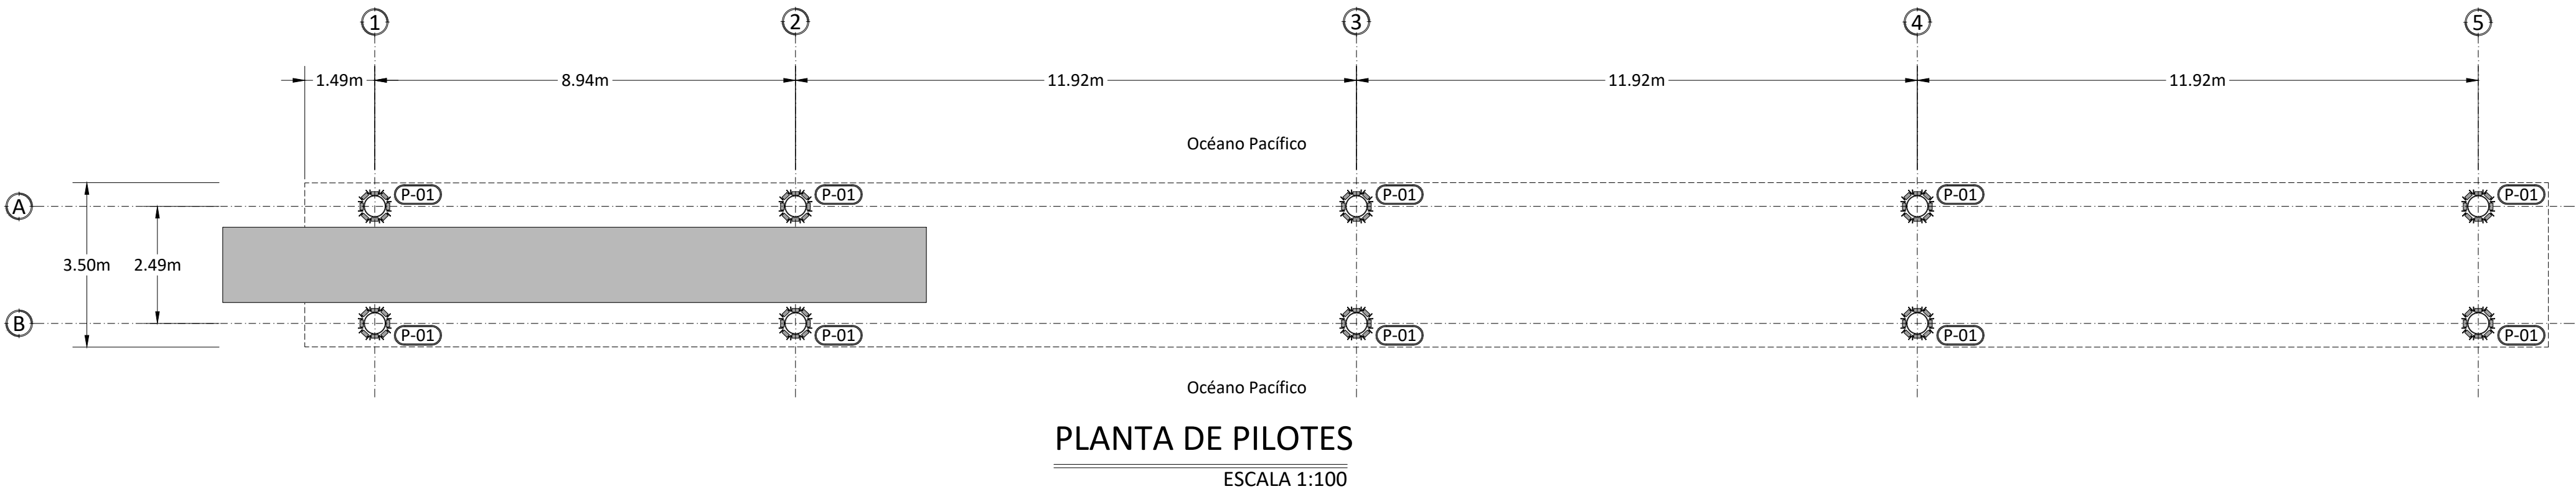 1 2 3 4 5
1.49m 8.94m 11.92m 11.92m 11.92m
Océano Pacífico
P-01 P-01 P-01 P-01 P-01
A
3.50m 2.49m
B
P-01 P-01 P-01 P-01 P-01
Océano Pacífico
PLANTA DE PILOTES
ESCALA 1:100